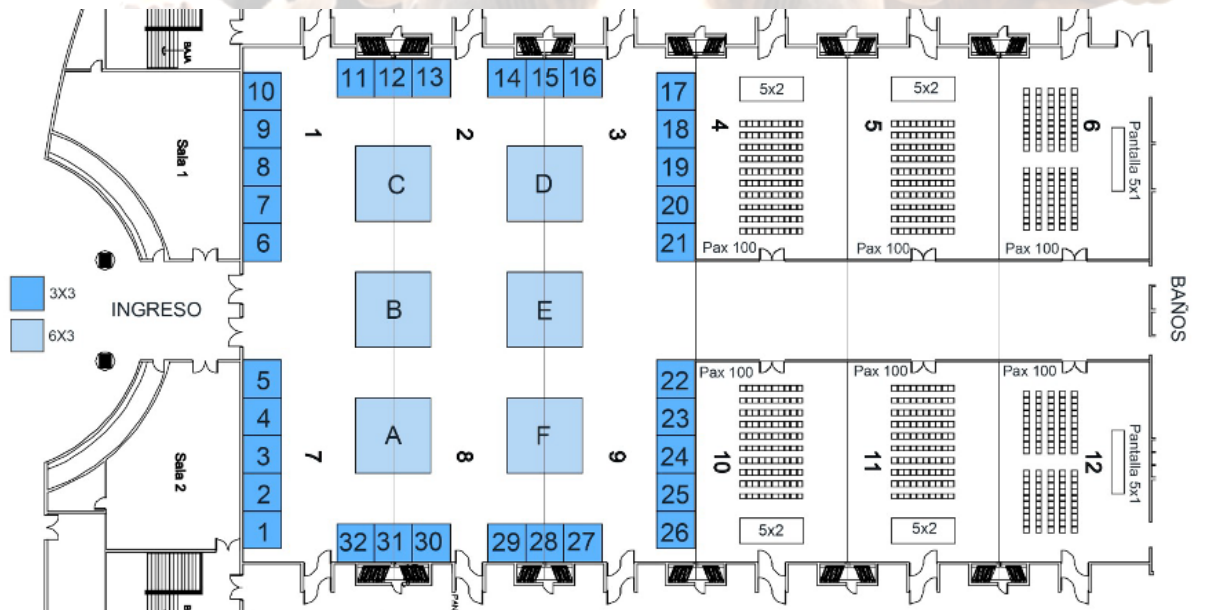 BAJA
11 12 13
14 15 16
10
9
8
7
6
17
18
19
20
21
1
2
3
4
5
6
5x2
5x2
Sala 1
C
D
Pantalla 5x1
Pax 100
Pax 100
Pax 100
3X3
6X3
INGRESO
B
E
BAÑOS
5
4
3
2
1
22
23
24
25
26
Pax 100
Pax 100
Pax 100
Sala 2
A
F
7
8
9
10
11
12
Pantalla 5x1
5x2
5x2
32 31 30
29 28 27
PAN